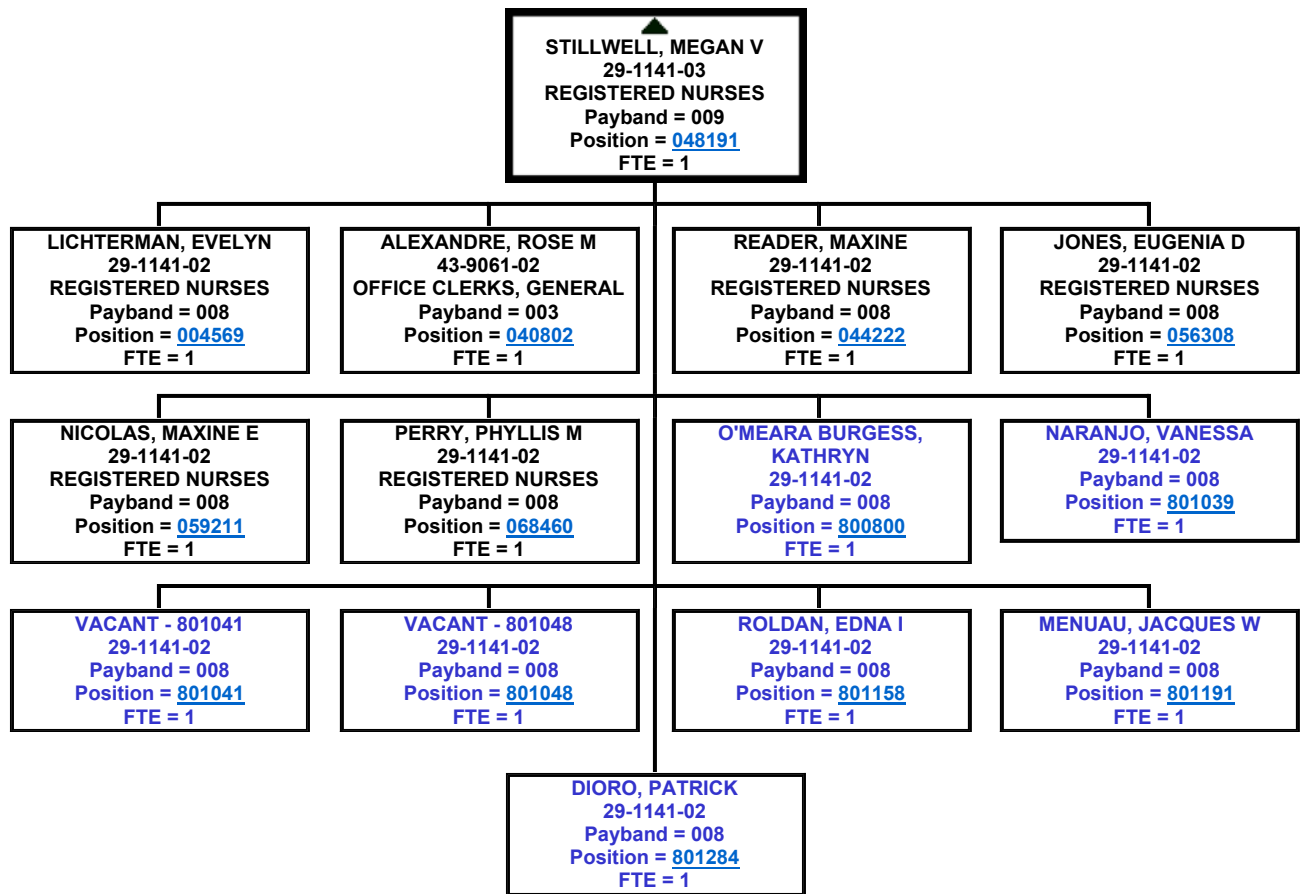 STILLWELL, MEGAN V
29-1141-03
REGISTERED NURSES
Payband = 009
Position = 048191
FTE = 1
LICHTERMAN, EVELYN
29-1141-02
REGISTERED NURSES
Payband = 008
Position = 004569
FTE = 1
ALEXANDRE, ROSE M
43-9061-02
OFFICE CLERKS, GENERAL
Payband = 003
Position = 040802
FTE = 1
READER, MAXINE
29-1141-02
REGISTERED NURSES
Payband = 008
Position = 044222
FTE = 1
JONES, EUGENIA D
29-1141-02
REGISTERED NURSES
Payband = 008
Position = 056308
FTE = 1
NICOLAS, MAXINE E
29-1141-02
REGISTERED NURSES
Payband = 008
Position = 059211
FTE = 1
PERRY, PHYLLIS M
29-1141-02
REGISTERED NURSES
Payband = 008
Position = 068460
FTE = 1
O'MEARA BURGESS,
KATHRYN
29-1141-02
Payband = 008
Position = 800800
FTE = 1
NARANJO, VANESSA
29-1141-02
Payband = 008
Position = 801039
FTE = 1
VACANT - 801041
29-1141-02
Payband = 008
Position = 801041
FTE = 1
VACANT - 801048
29-1141-02
Payband = 008
Position = 801048
FTE = 1
ROLDAN, EDNA I
29-1141-02
Payband = 008
Position = 801158
FTE = 1
MENUAU, JACQUES W
29-1141-02
Payband = 008
Position = 801191
FTE = 1
DIORO, PATRICK
29-1141-02
Payband = 008
Position = 801284
FTE = 1